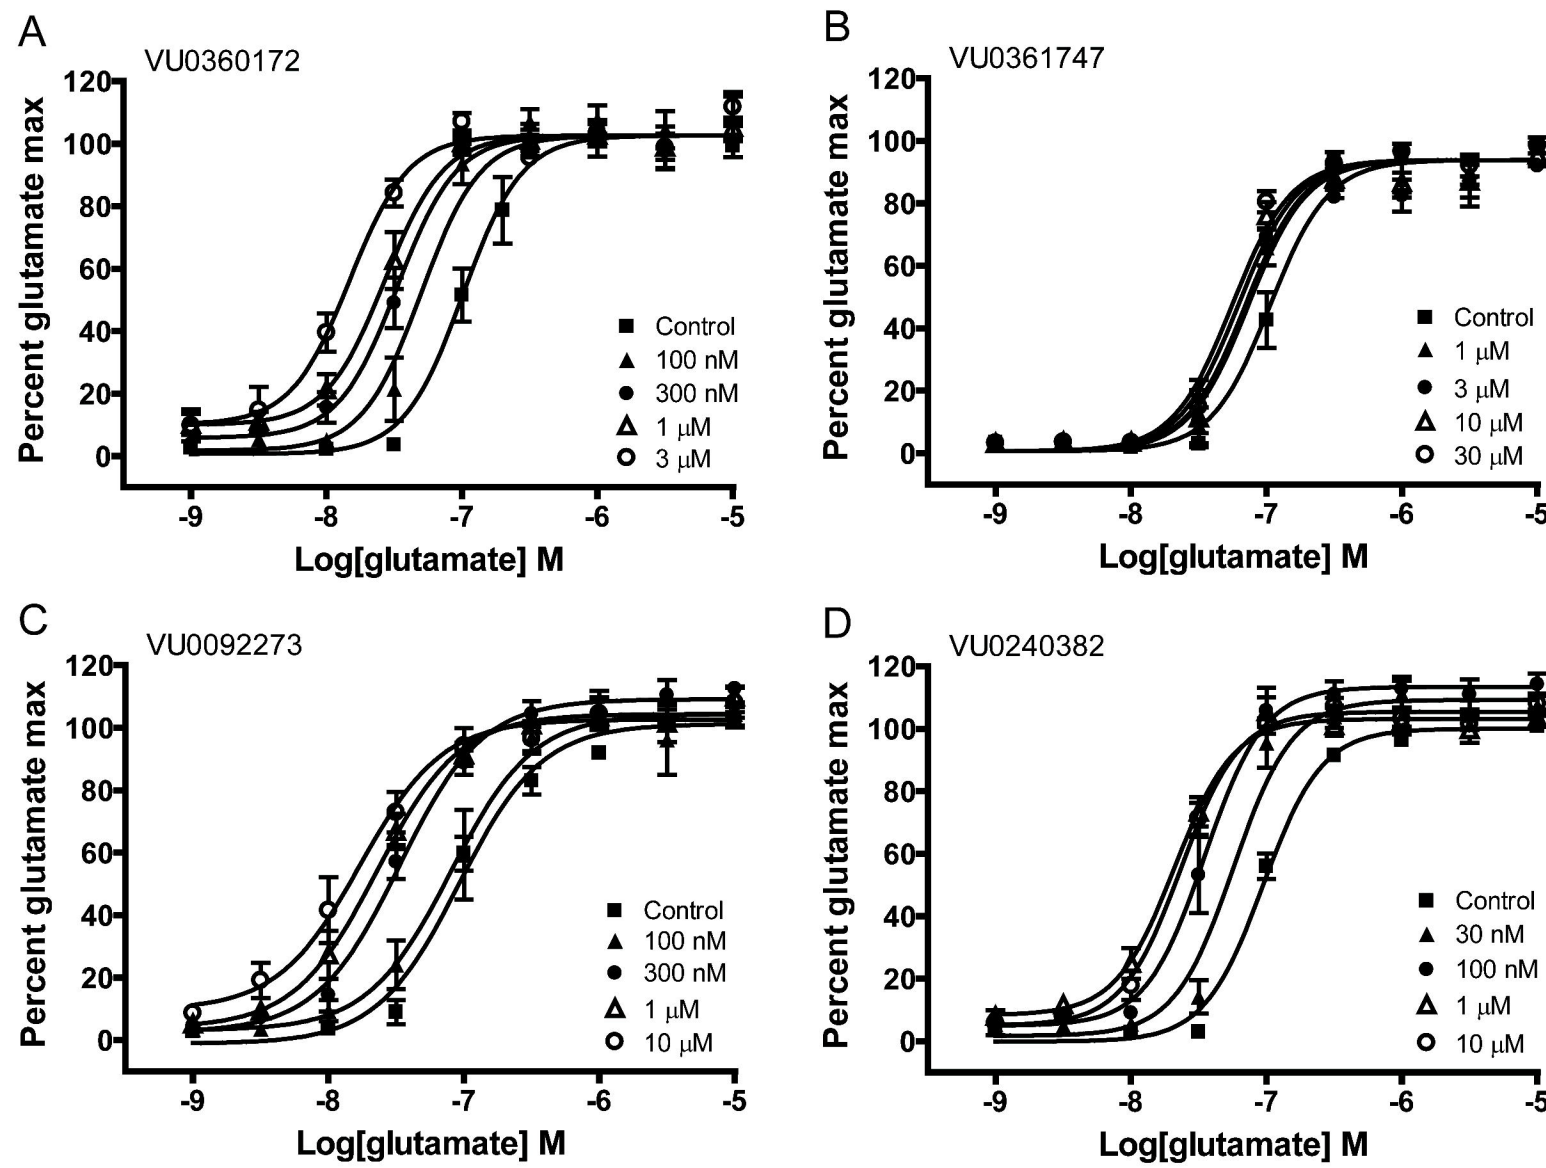 A
VU0360172
Percent glutamate max
120
100
80
60
40
20
0
-9 -8 -7 -6 -5
Log[glutamate] M
Control
100 nM
300 nM
1 μM
3 μM
B
VU0361747
Percent glutamate max
120
100
80
60
40
20
0
-9 -8 -7 -6 -5
Log[glutamate] M
Control
1 μM
3 μM
10 μM
30 μM
C
VU0092273
Percent glutamate max
120
100
80
60
40
20
0
-9 -8 -7 -6 -5
Log[glutamate] M
Control
100 nM
300 nM
1 μM
10 μM
D
VU0240382
Percent glutamate max
120
100
80
60
40
20
0
-9 -8 -7 -6 -5
Log[glutamate] M
Control
30 nM
100 nM
1 μM
10 μM